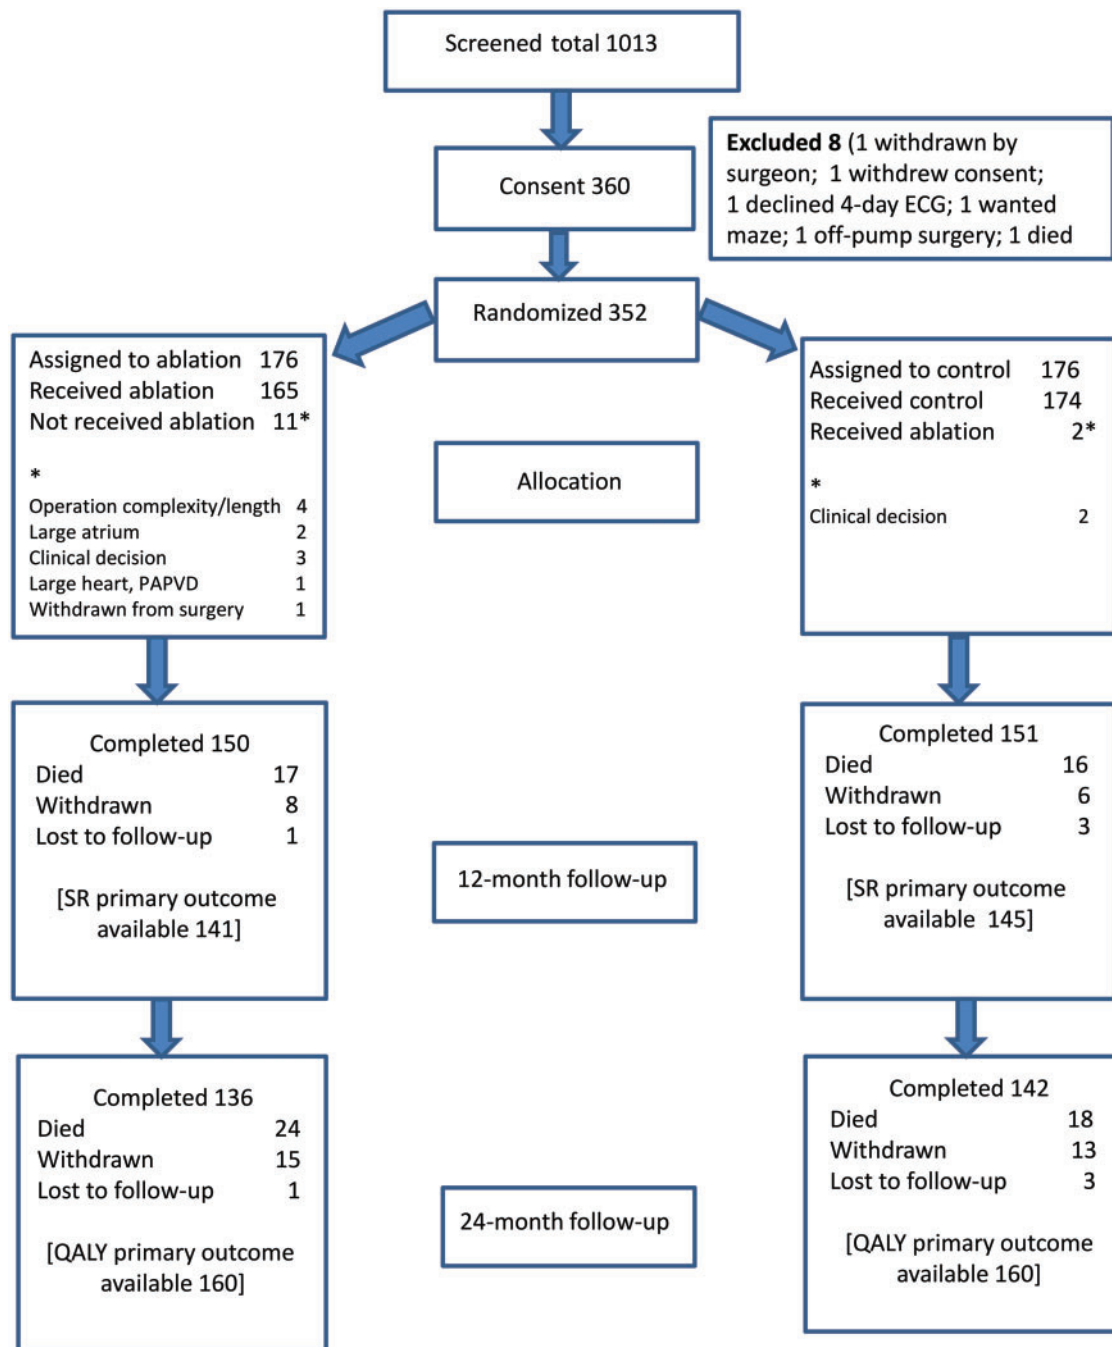 Screened total 1013
Consent 360
Excluded 8 (1 withdrawn by
surgeon; 1 withdrew consent;
1 declined 4-day ECG; 1 wanted
maze; 1 off-pump surgery; 1 died
Randomized 352
Assigned to ablation 176
Received ablation 165
Not received ablation 11*
*
Operation complexity/length 4
Large atrium 2
Clinical decision 3
Large heart, PAPVD 1
Withdrawn from surgery 1
Allocation
Assigned to control 176
Received control 174
Received ablation 2*
*
Clinical decision 2
Completed 150
Died 17
Withdrawn 8
Lost to follow-up 1
[SR primary outcome
available 141]
12-month follow-up
Completed 151
Died 16
Withdrawn 6
Lost to follow-up 3
[SR primary outcome
available 145]
Completed 136
Died 24
Withdrawn 15
Lost to follow-up 1
[QALY primary outcome
available 160]
24-month follow-up
Completed 142
Died 18
Withdrawn 13
Lost to follow-up 3
[QALY primary outcome
available 160]